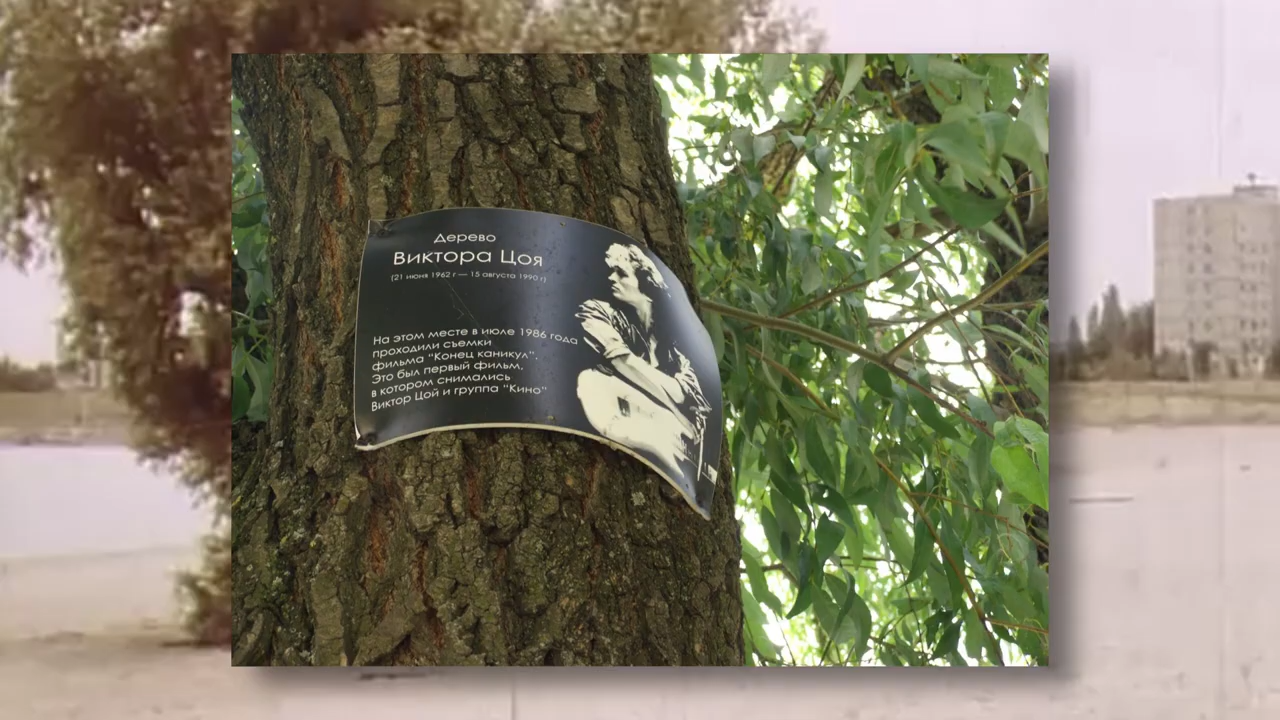 Дерево
Виктора Цоя
(21 июня 1962 г — 15 августа 1990 г)
На этом месте в июле 1986 года
проходили съемки
фильма "Конец каникул".
Это был первый фильм,
в котором снимались
Виктор Цой и группа "Кино"